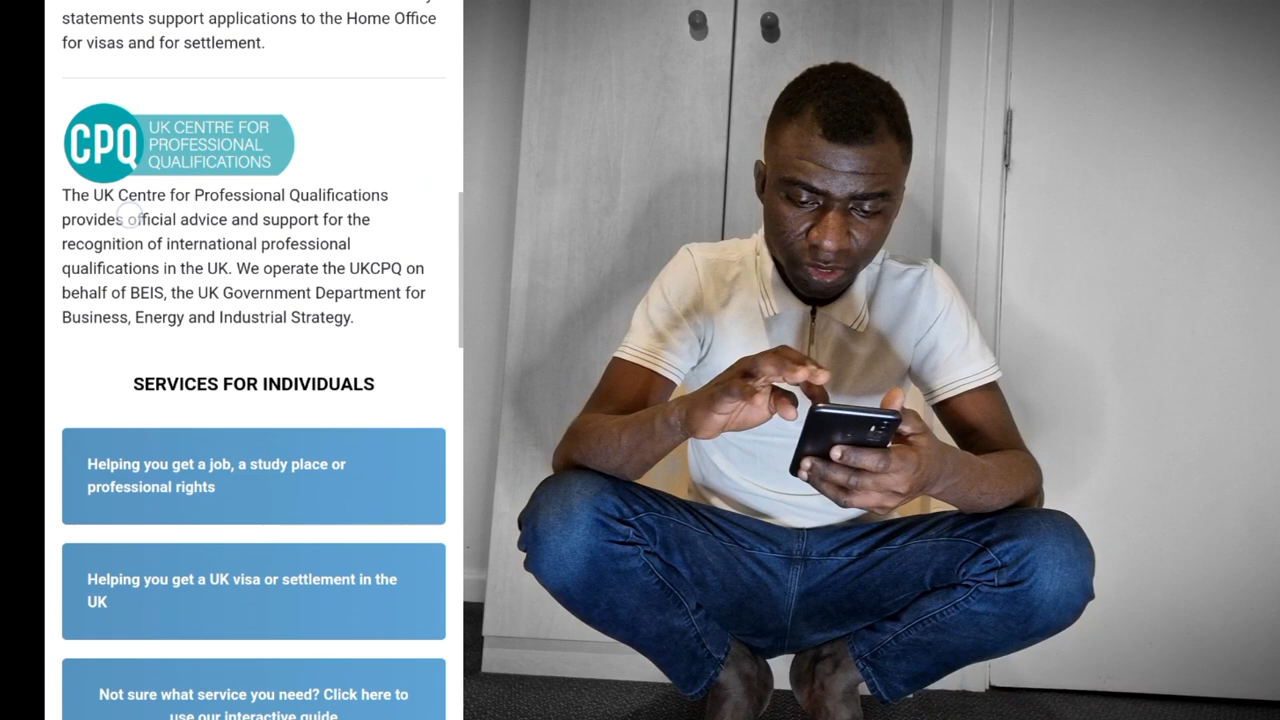 statements support applications to the Home Office
for visas and for settlement.
CPQ
UK CENTRE FOR
PROFESSIONAL
QUALIFICATIONS
The UK Centre for Professional Qualifications
provides official advice and support for the
recognition of international professional
qualifications in the UK. We operate the UKCPQ on
behalf of BEIS, the UK Government Department for
Business, Energy and Industrial Strategy.
SERVICES FOR INDIVIDUALS
Helping you get a job, a study place or
professional rights
Helping you get a UK visa or settlement in the
UK
Not sure what service you need? Click here to
use our interactive guide